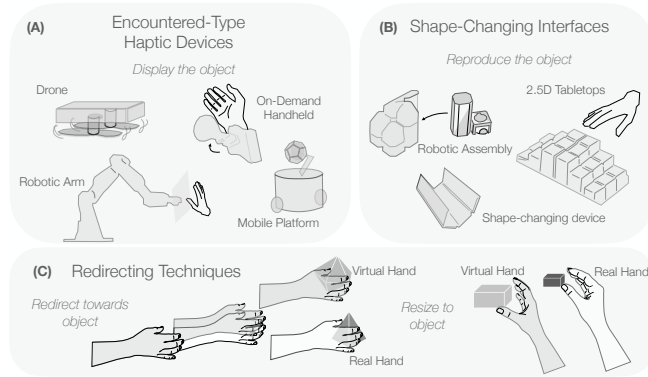 (A) Encountered-Type
Haptic Devices
Display the object
Drone
On-Demand
Handheld
Robotic Arm
Mobile Platform
(B) Shape-Changing Interfaces
Reproduce the object
2.5D Tabletops
Robotic Assembly
Shape-changing device
(C) Redirecting Techniques
Redirect towards
object
Virtual Hand
Real Hand
Resize to
object
Virtual Hand
Real Hand